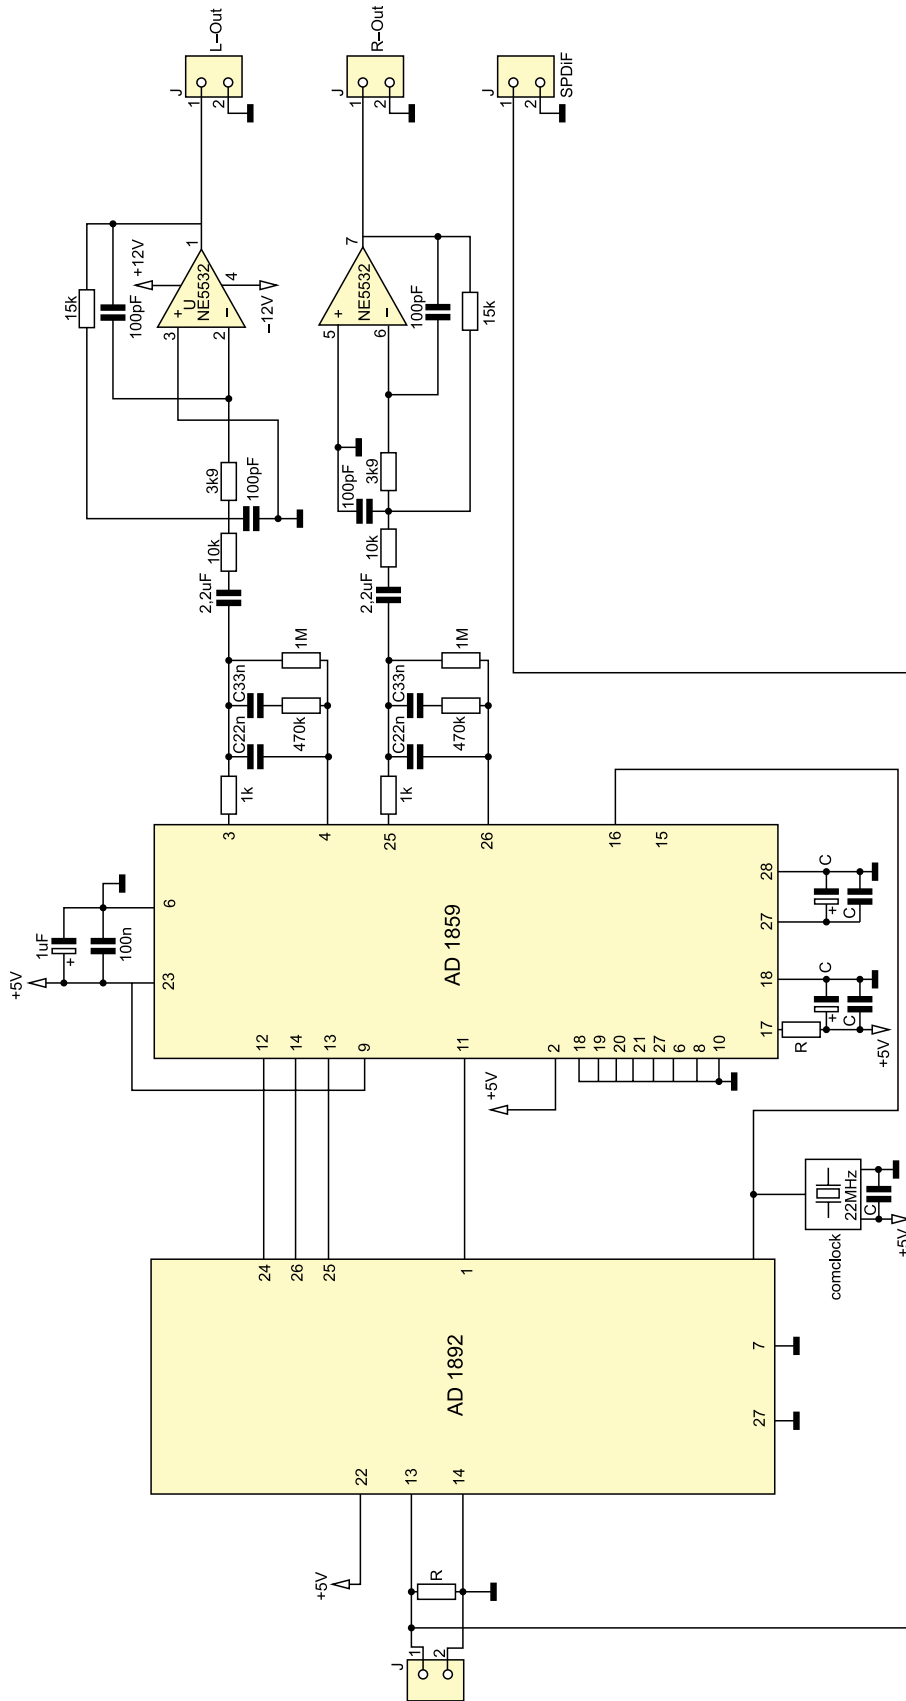 L–Out
J
1
2
R–Out
J
1
2
SPDiF
J
1
2
15k
100pF
+12V
1
U
NE5532
4
–12V
+
–
3
2
7
NE5532
+
–
5
6
100pF
15k
3k9
100pF
10k
2,2uF
100pF
3k9
10k
2,2uF
1M
C33n
C22n
470k
1k
1M
C33n
C22n
470k
1k
3
4
25
26
16
15
1uF
+
100n
+5V
6
23
AD 1859
28
27
18
17
C
+
C
C
+
C
R
+5V
12
14
13
9
11
2
18
19
20
21
27
6
8
10
+5V
24
26
25
1
22MHz
C
+5V
comclock
AD 1892
7
27
22
13
14
+5V
R
J
1
2